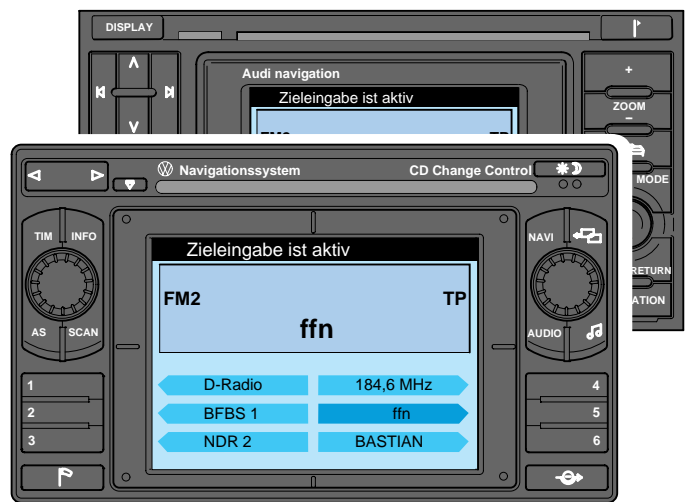 DISPLAY
Audi navigation
+
ZOOM
–
Zieleingabe ist aktiv
MODE
RETURN
Navigationssystem
CD Change Control
TIM
INFO
NAVI
AS
SCAN
AUDIO
Zieleingabe ist aktiv
FM2
TP
ffn
D-Radio
184,6 MHz
BFBS 1
ffn
NDR 2
BASTIAN
1
2
3
4
5
6